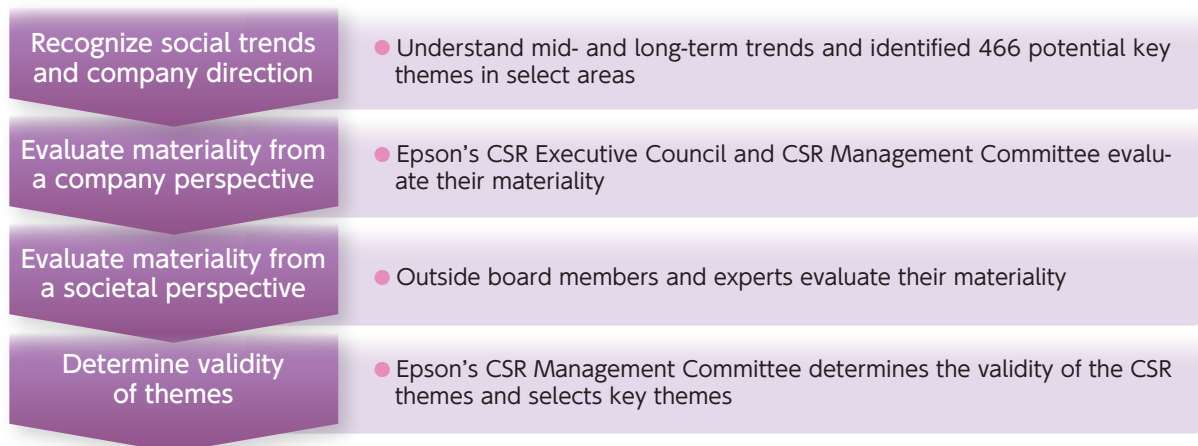 Recognize social trends
and company direction
● Understand mid- and long-term trends and identified 466 potential key
themes in select areas
Evaluate materiality from
a company perspective
● Epson's CSR Executive Council and CSR Management Committee evalu-
ate their materiality
Evaluate materiality from
a societal perspective
● Outside board members and experts evaluate their materiality
Determine validity
of themes
● Epson's CSR Management Committee determines the validity of the CSR
themes and selects key themes